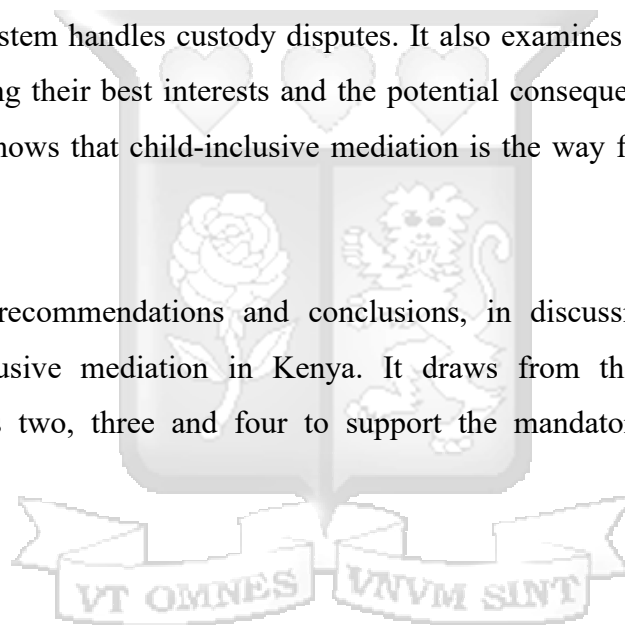 stem handles custody disputes. It also examines
ng their best interests and the potential conseque
hows that child-inclusive mediation is the way f
recommendations and conclusions, in discussi
usive mediation in Kenya. It draws from th
s two, three and four to support the mandator
VT OMNES VNVM SINT